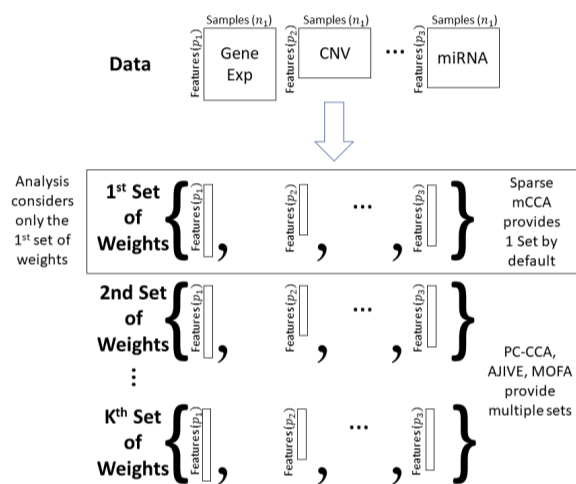 Samples (n₁) Samples (n₁) Samples (n₁)
Data
Features(p₁)
Gene
Exp
Features(p₂)
CNV
...
Features(p₃)
miRNA
Analysis
considers
only the
1ˢᵗ set of
weights
1ˢᵗ Set
of
Weights
{ Features(p₁) , Features(p₂) , ... , Features(p₃) }
Sparse
mCCA
provides
1 Set by
default
2nd Set
of
Weights
{ Features(p₁) , Features(p₂) , ... , Features(p₃) }
⋮
PC-CCA,
AJIVE, MOFA
provide
multiple sets
Kᵗʰ Set
of
Weights
{ Features(p₁) , Features(p₂) , ... , Features(p₃) }